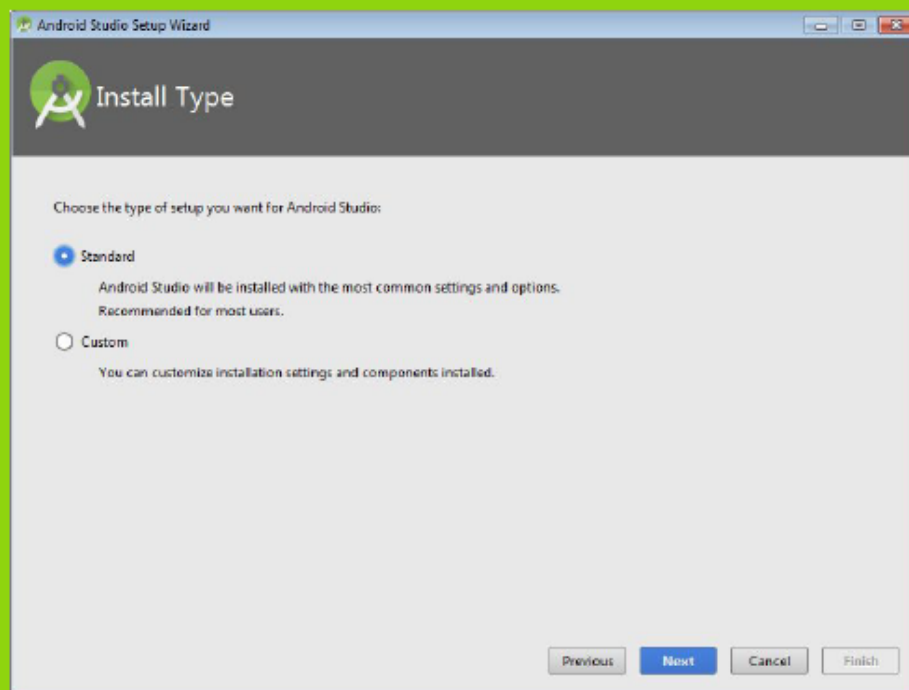 Android Studio Setup Wizard
Install Type
Choose the type of setup you want for Android Studio:
Standard
Android Studio will be installed with the most common settings and options.
Recommended for most users.
Custom
You can customize installation settings and components installed.
Previous Next Cancel Finish